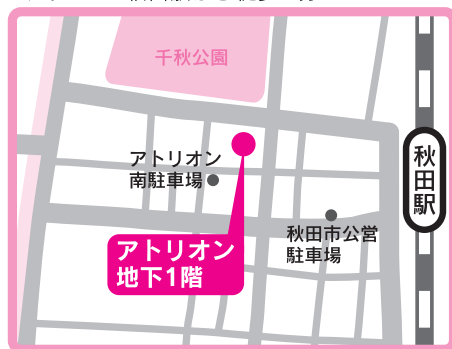 千秋公園
アトリオン
南駐車場
秋田駅
秋田市公営
駐車場
アトリオン
地下1階